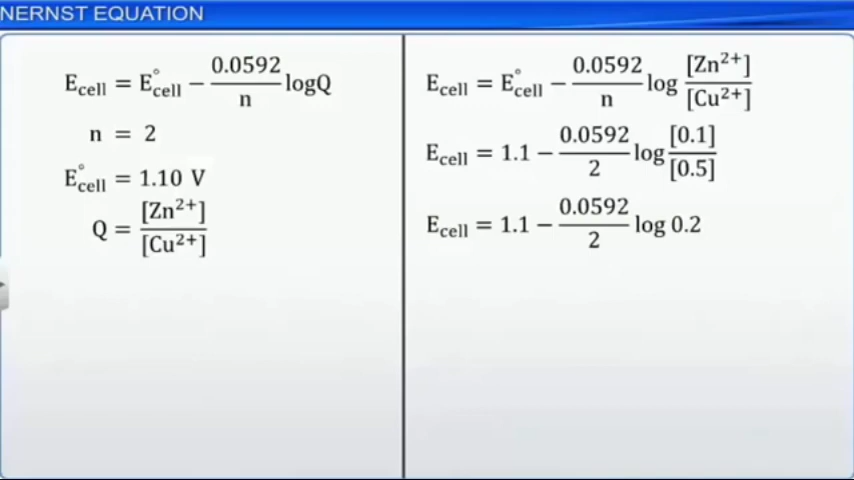 NERNST EQUATION
E°cell = E°cell − 0.0592/n logQ
n = 2
E°cell = 1.10 V
Q = [Zn²⁺]/[Cu²⁺]
Ecell = E°cell − 0.0592/n log [Zn²⁺]/[Cu²⁺]
Ecell = 1.1 − 0.0592/2 log [0.1]/[0.5]
Ecell = 1.1 − 0.0592/2 log 0.2